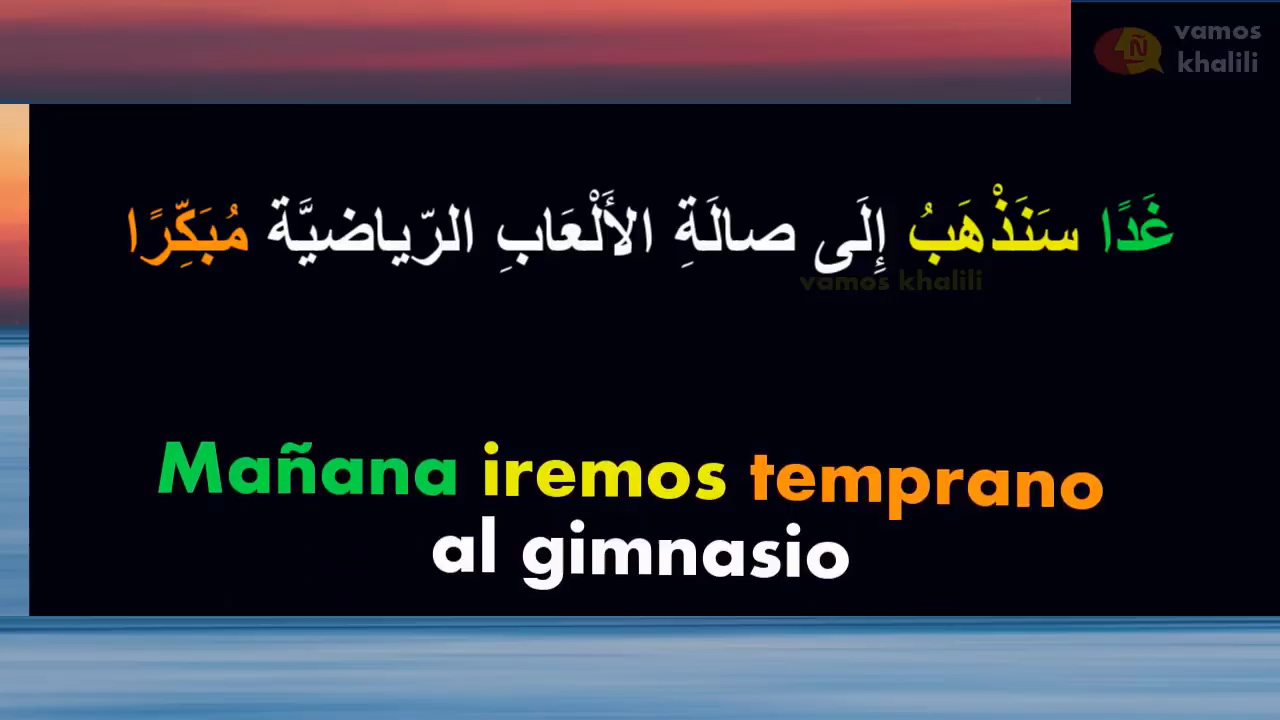 vamos
khalili
غَدًا سَنَذْهَبُ إِلَى صالَةِ الأَلْعَابِ الرّياضيَّة مُبَكِّرًا
vamos khalili
Mañana iremos temprano
al gimnasio